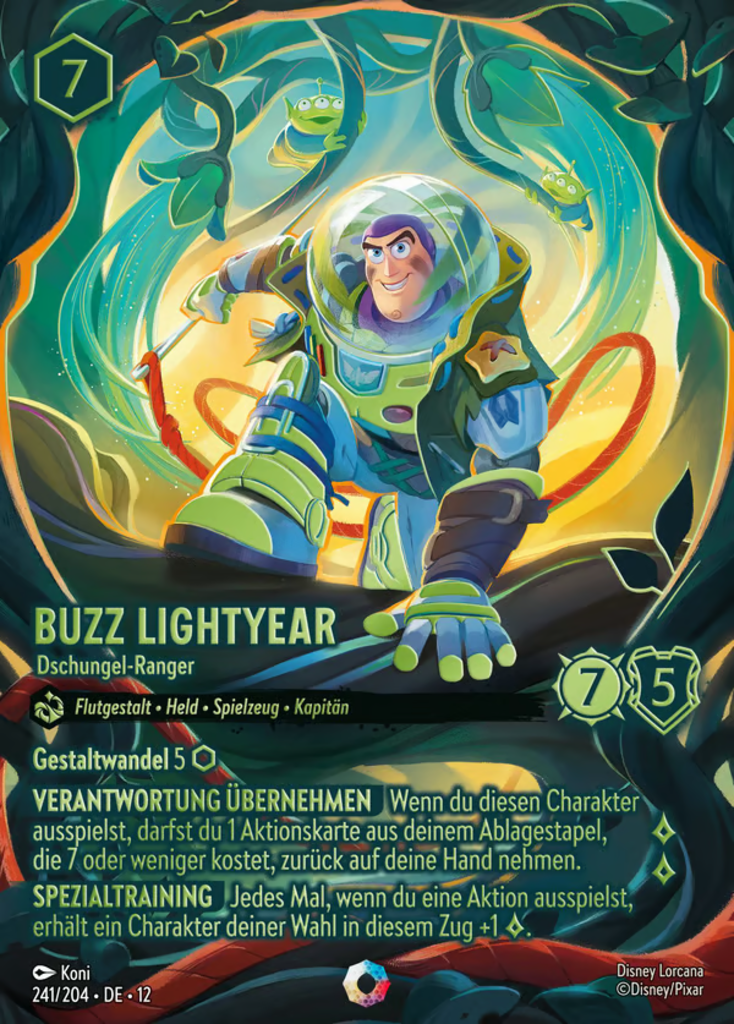 7
BUZZ LIGHTYEAR
Dschungel-Ranger
7 5
Flutgestalt • Held • Spielzeug • Kapitän
Gestaltwandel 5
VERANTWORTUNG ÜBERNEHMEN Wenn du diesen Charakter
ausspielst, darfst du 1 Aktionskarte aus deinem Ablagestapel,
die 7 oder weniger kostet, zurück auf deine Hand nehmen.
SPEZIALTRAINING Jedes Mal, wenn du eine Aktion ausspielst,
erhält ein Charakter deiner Wahl in diesem Zug +1 .
Koni
241/204 • DE • 12
Disney Lorcana
©Disney/Pixar